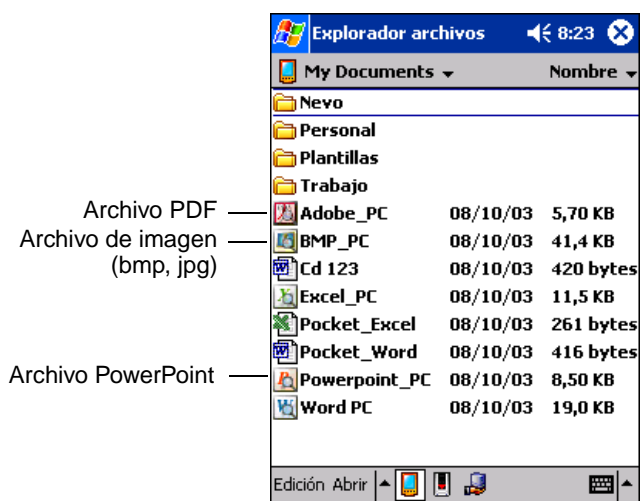 Explorador archivos 8:23
My Documents Nombre
Nevo
Personal
Plantillas
Trabajo
Archivo PDF
Adobe_PC 08/10/03 5,70 KB
Archivo de imagen
(bmp, jpg)
BMP_PC 08/10/03 41,4 KB
Cd 123 08/10/03 420 bytes
Excel_PC 08/10/03 11,5 KB
Pocket_Excel 08/10/03 261 bytes
Pocket_Word 08/10/03 416 bytes
Archivo PowerPoint
Powerpoint_PC 08/10/03 8,50 KB
Word PC 08/10/03 19,0 KB
Edición Abrir